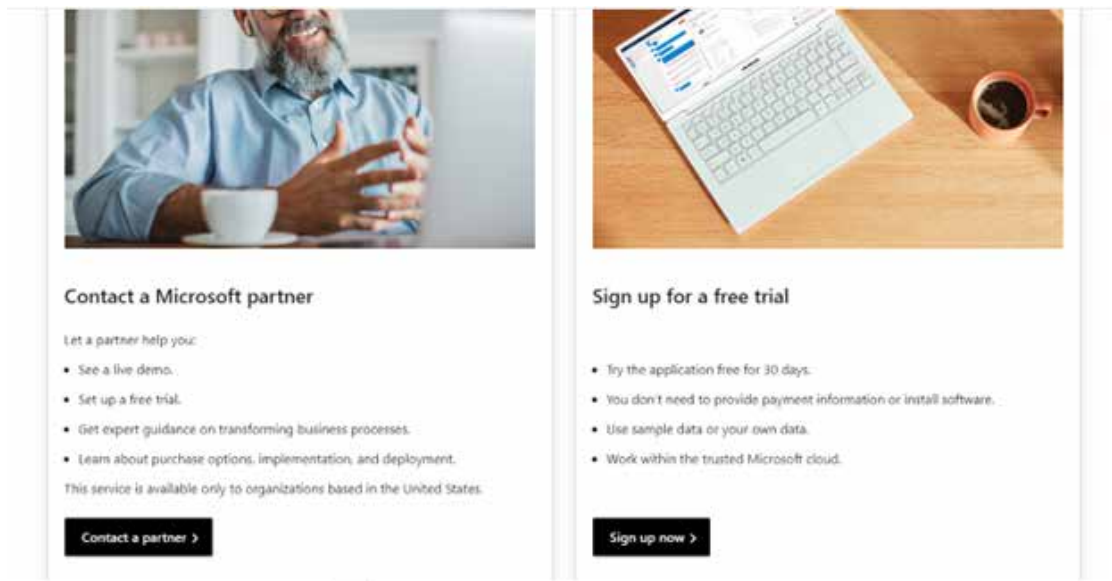 Contact a Microsoft partner
Let a partner help you:
• See a live demo.
• Set up a free trial.
• Get expert guidance on transforming business processes.
• Learn about purchase options, implementation, and deployment.
This service is available only to organizations based in the United States.
Contact a partner >
Sign up for a free trial
• Try the application free for 30 days.
• You don't need to provide payment information or install software.
• Use sample data or your own data.
• Work within the trusted Microsoft cloud.
Sign up now >